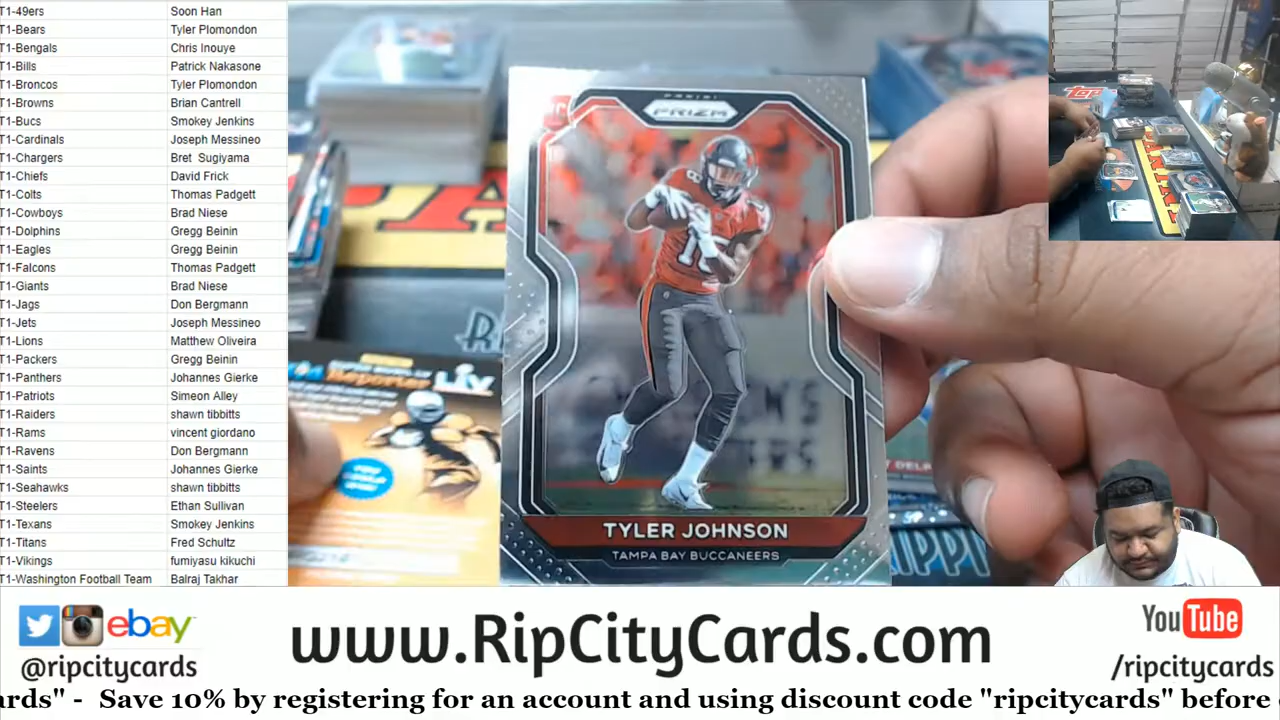 T1-49ers Soon Han
T1-Bears Tyler Plomondon
T1-Bengals Chris Inouye
T1-Bills Patrick Nakasone
T1-Broncos Tyler Plomondon
T1-Browns Brian Cantrell
T1-Bucs Smokey Jenkins
T1-Cardinals Joseph Messineo
T1-Chargers Bret Sugiyama
T1-Chiefs David Frick
T1-Colts Thomas Padgett
T1-Cowboys Brad Niese
T1-Dolphins Gregg Beinin
T1-Eagles Gregg Beinin
T1-Falcons Thomas Padgett
T1-Giants Brad Niese
T1-Jags Don Bergmann
T1-Jets Joseph Messineo
T1-Lions Matthew Oliveira
T1-Packers Gregg Beinin
T1-Panthers Johannes Gierke
T1-Patriots Simeon Alley
T1-Raiders shawn tibbitts
T1-Rams vincent giordano
T1-Ravens Don Bergmann
T1-Saints Johannes Gierke
T1-Seahawks shawn tibbitts
T1-Steelers Ethan Sullivan
T1-Texans Smokey Jenkins
T1-Titans Fred Schultz
T1-Vikings fumiyasu kikuchi
T1-Washington Football Team Balraj Takhar
PANINI
PRIZM
RC
18
TYLER JOHNSON
TAMPA BAY BUCCANEERS
Reporter LIV
Topps
ebay
@ripcitycards
www.RipCityCards.com
YouTube
/ripcitycards
ards" - Save 10% by registering for an account and using discount code "ripcitycards" before